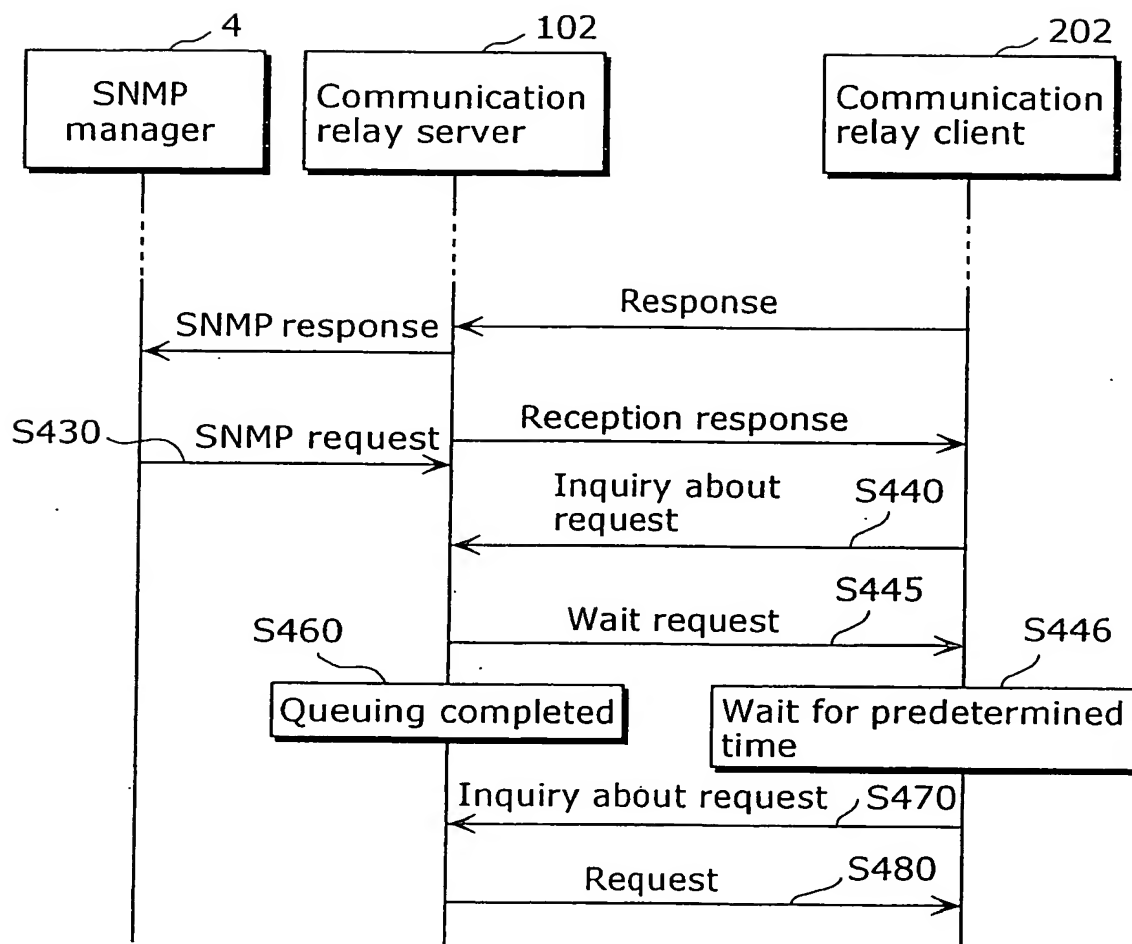 4
102
202
SNMP
manager
Communication
relay server
Communication
relay client
Response
SNMP response
Reception response
S430
SNMP request
Inquiry about
request
S440
S445
Wait request
S460
S446
Queuing completed
Wait for predetermined
time
Inquiry about request
S470
S480
Request